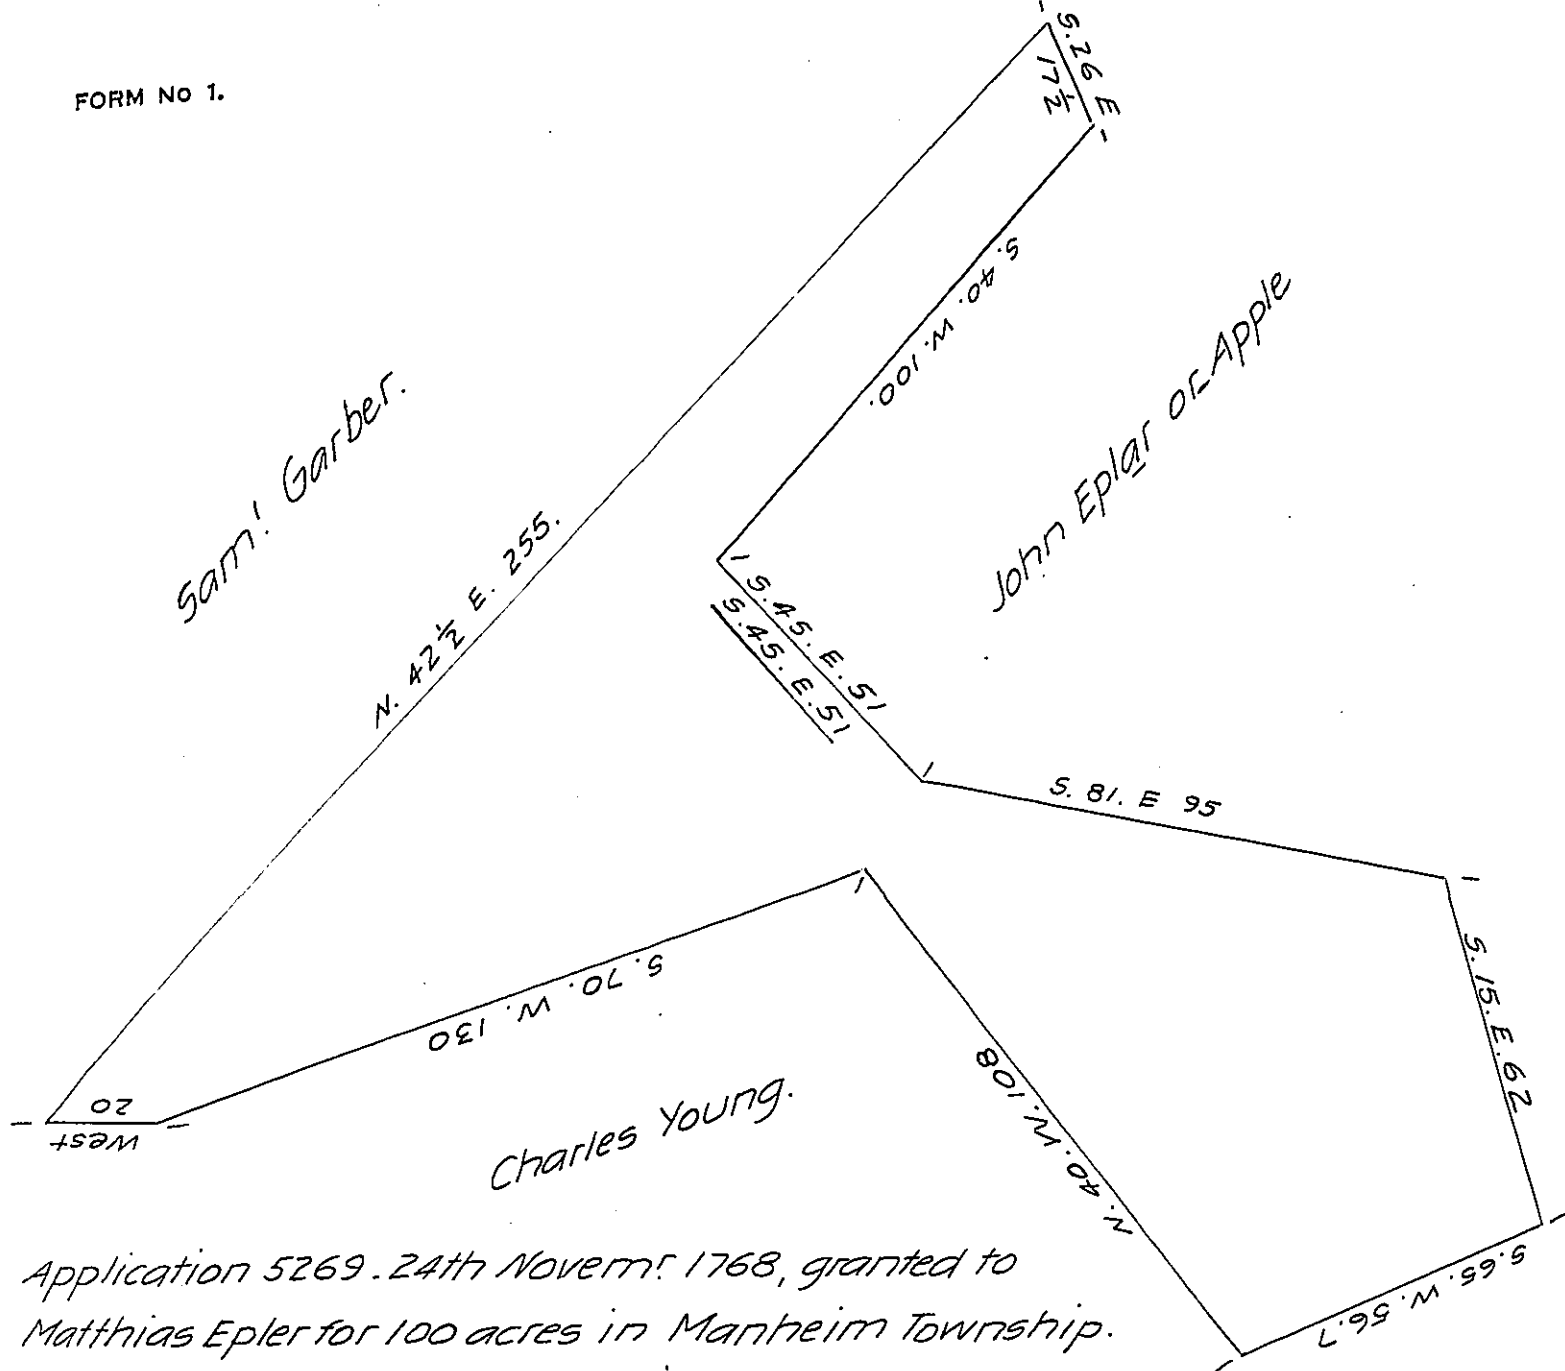 FORM No 1.
S. 26 E
17½
S. 40. W. 100.
Sam! Garber.
John Eplar or Apple
N. 42½ E. 255.
S. 45. E. 51
S. 45. E. 51
S. 81. E 95
S. 15. E. 62
S. 70. W. 130
N. 40. W. 108
20
West
Charles Young.
S. 65. W. 56.7
Application 5269. 24th Novemr. 1768, granted to
Matthias Epler for 100 acres in Manheim Township.